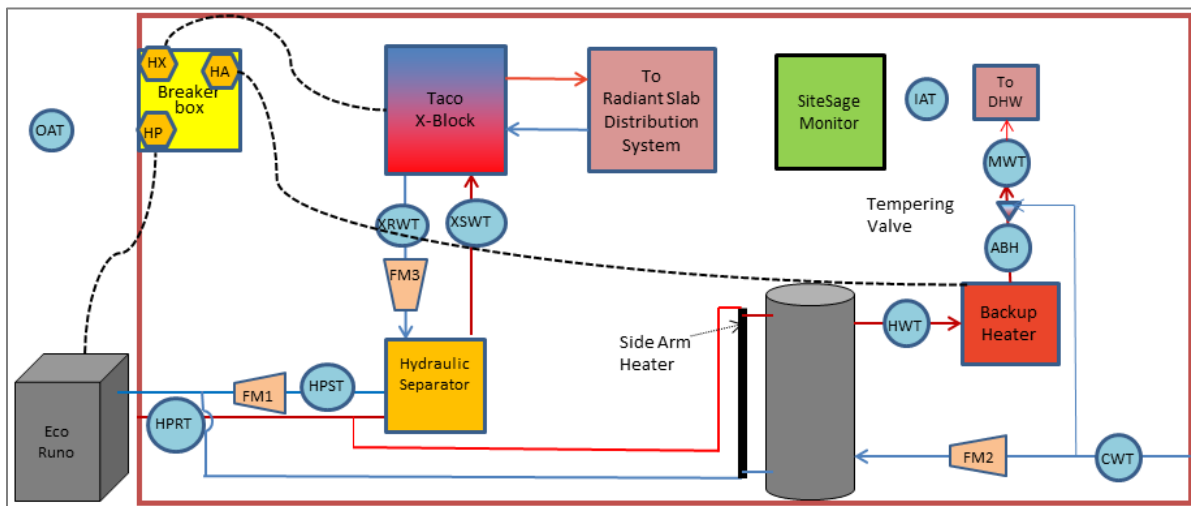 HX
HA
Breaker
box
HP
OAT
Taco
X-Block
To
Radiant Slab
Distribution
System
SiteSage
Monitor
IAT
To
DHW
MWT
Tempering
Valve
ABH
XRWT
XSWT
FM3
Hydraulic
Separator
Side Arm
Heater
HWT
Backup
Heater
Eco
Runo
FM1
HPST
HPRT
FM2
CWT